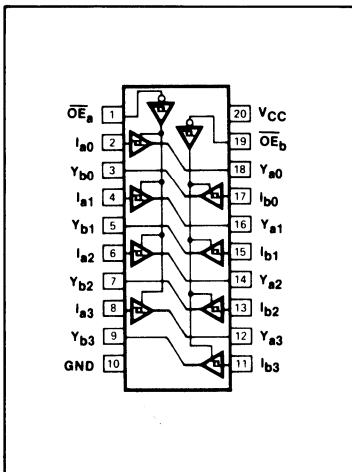 OEa 1 20 VCC
Ia0 2 19 OEb
Yb0 3 18 Ya0
Ia1 4 17 Ib0
Yb1 5 16 Ya1
Ia2 6 15 Ib1
Yb2 7 14 Ya2
Ia3 8 13 Ib2
Yb3 9 12 Ya3
GND 10 11 Ib3